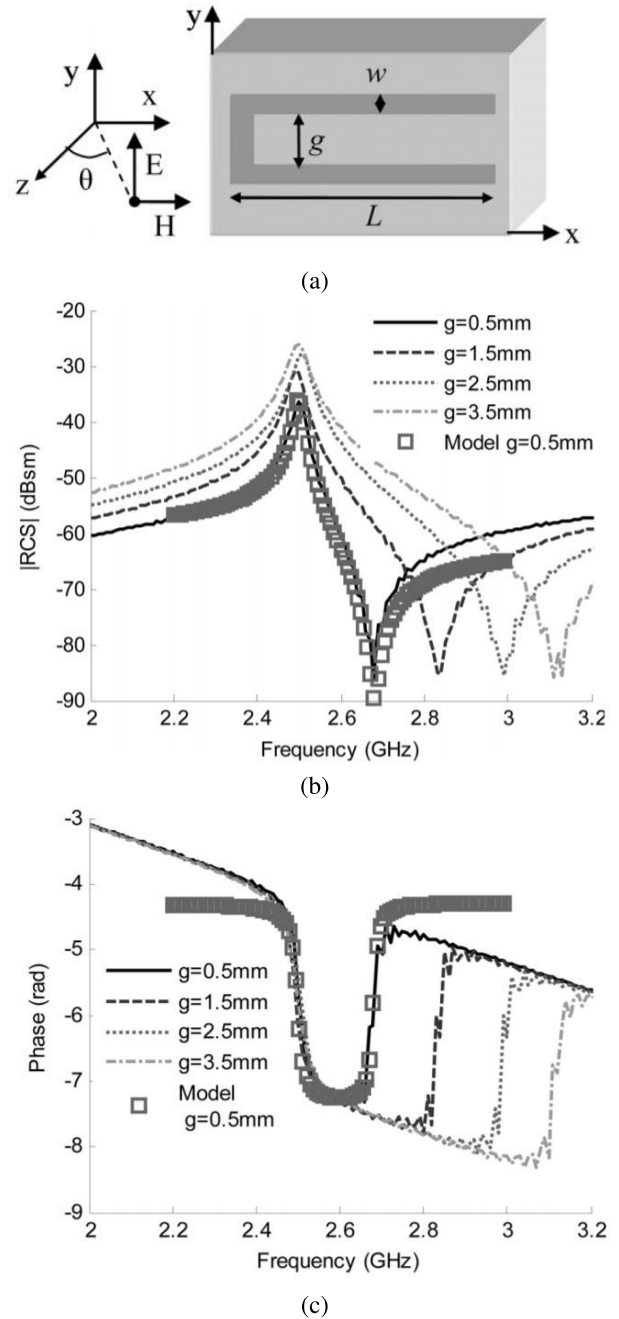 y
y
x
E
z
θ
H
w
g
L
x
(a)
-20
-30
-40
-50
-60
-70
-80
-90
|RCS| (dBsm)
g=0.5mm
g=1.5mm
g=2.5mm
g=3.5mm
Model g=0.5mm
2 2.2 2.4 2.6 2.8 3 3.2
Frequency (GHz)
(b)
-3
-4
-5
-6
-7
-8
-9
Phase (rad)
g=0.5mm
g=1.5mm
g=2.5mm
g=3.5mm
Model
g=0.5mm
2 2.2 2.4 2.6 2.8 3 3.2
Frequency (GHz)
(c)